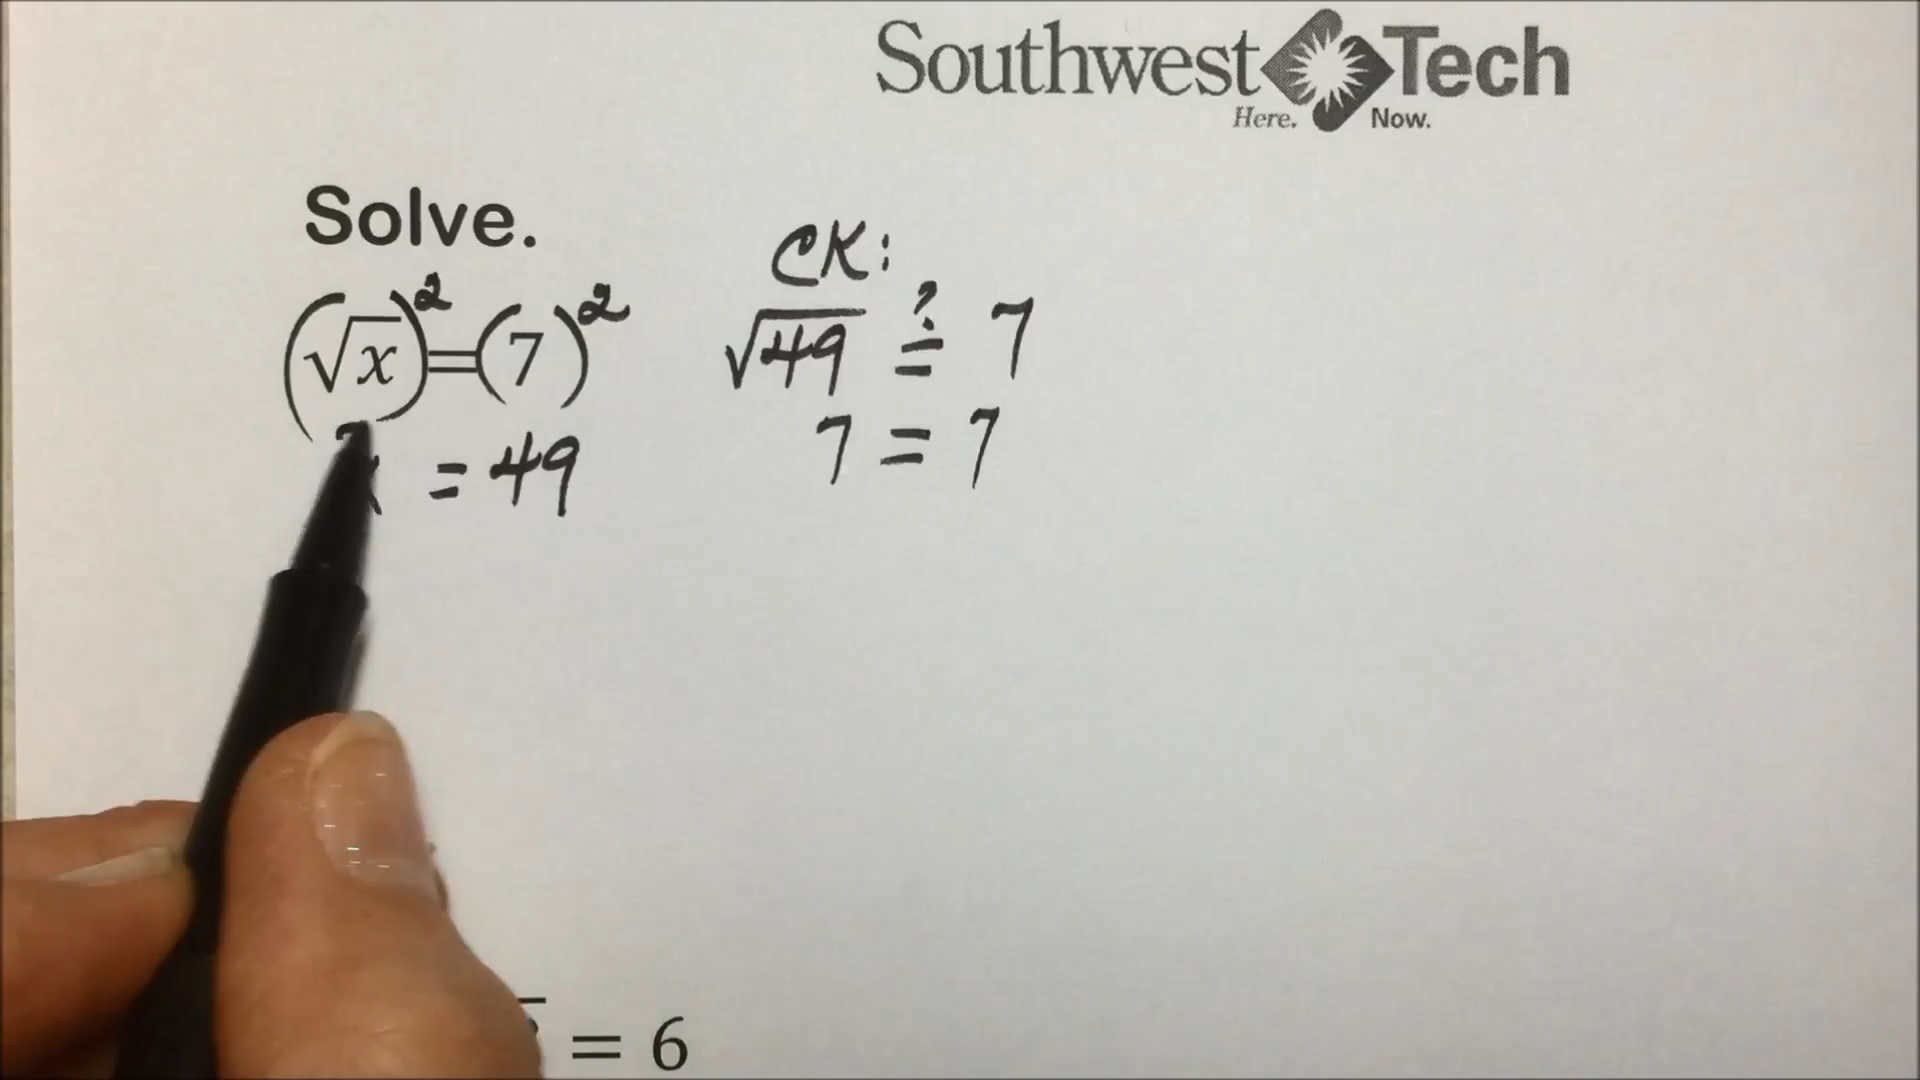 Southwest Tech
Here. Now.
Solve.
CK:
(√x)² = (7)²
√49 ≟ 7
= 49
7 = 7
= 6